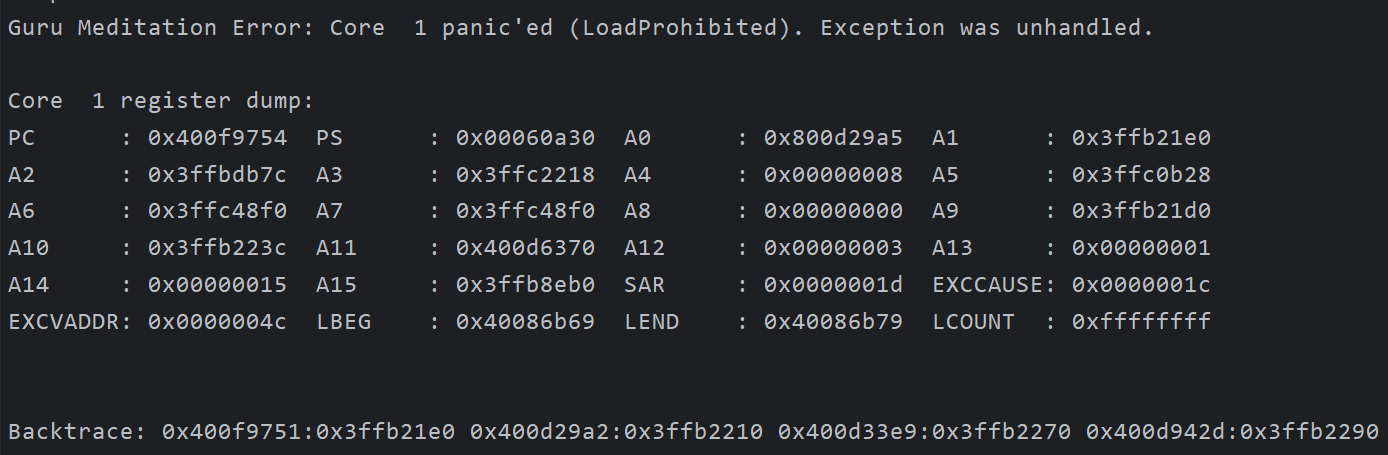 Guru Meditation Error: Core  1 panic'ed (LoadProhibited). Exception was unhandled.
Core  1 register dump:
PC      : 0x400f9754  PS      : 0x00060a30  A0      : 0x800d29a5  A1      : 0x3ffb21e0
A2      : 0x3ffbdb7c  A3      : 0x3ffc2218  A4      : 0x00000008  A5      : 0x3ffc0b28
A6      : 0x3ffc48f0  A7      : 0x3ffc48f0  A8      : 0x00000000  A9      : 0x3ffb21d0
A10     : 0x3ffb223c  A11     : 0x400d6370  A12     : 0x00000003  A13     : 0x00000001
A14     : 0x00000015  A15     : 0x3ffb8eb0  SAR     : 0x0000001d  EXCCAUSE: 0x0000001c
EXCVADDR: 0x0000004c  LBEG    : 0x40086b69  LEND    : 0x40086b79  LCOUNT  : 0xffffffff
Backtrace: 0x400f9751:0x3ffb21e0 0x400d29a2:0x3ffb2210 0x400d33e9:0x3ffb2270 0x400d942d:0x3ffb2290